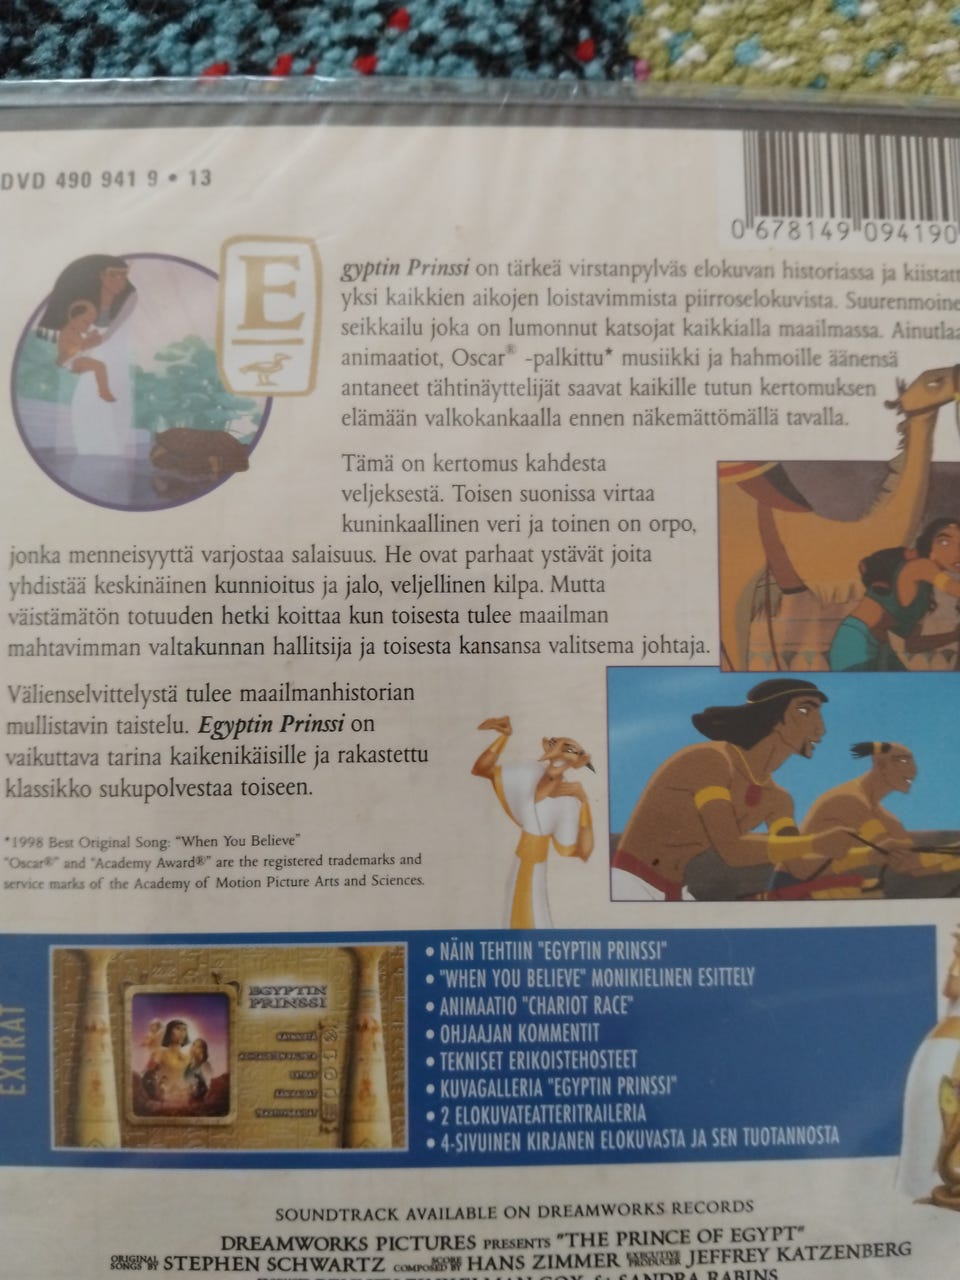 DVD 490 941 9 • 13
0 678149 094190
Egyptin Prinssi on tärkeä virstanpylväs elokuvan historiassa ja
yksi kaikkien aikojen loistavimmista piirroselokuvista.
seikkailu joka on lumonnut katsojat kaikkialla maailmassa.
animaatiot, Oscar® -palkittu* musiikki ja hahmoille äänensä
antaneet tähtinäyttelijät saavat kaikille tutun kertomuksen
elämään valkokankaalla ennen näkemättömällä tavalla.
Tämä on kertomus kahdesta
veljeksestä. Toisen suonissa virtaa
kuninkaallinen veri ja toinen on orpo,
jonka menneisyyttä varjostaa salaisuus. He ovat parhaat ystävät joita
yhdistää keskinäinen kunnioitus ja jalo, veljellinen kilpa. Mutta
väistämätön totuuden hetki koittaa kun toisesta tulee maailman
mahtavimman valtakunnan hallitsija ja toisesta kansansa valitsema johtaja.
Välienselvittelystä tulee maailmanhistorian
mullistavin taistelu. Egyptin Prinssi on
vaikuttava tarina kaikenikäisille ja rakastettu
klassikko sukupolvestaa toiseen.
*1998 Best Original Song: "When You Believe"
"Oscar®" and "Academy Award®" are the registered trademarks and
service marks of the Academy of Motion Picture Arts and Sciences.
EXTRAT
EGYPTIN
PRINSSI
• NÄIN TEHTIIN "EGYPTIN PRINSSI"
• "WHEN YOU BELIEVE" MONIKIELINEN ESITTELY
• ANIMAATIO "CHARIOT RACE"
• OHJAAJAN KOMMENTIT
• TEKNISET ERIKOISTEHOSTEET
• KUVAGALLERIA "EGYPTIN PRINSSI"
• 2 ELOKUVATEATTERITRAILERIA
• 4-SIVUINEN KIRJANEN ELOKUVASTA JA SEN TUOTANNOSTA
SOUNDTRACK AVAILABLE ON DREAMWORKS RECORDS
DREAMWORKS PICTURES PRESENTS "THE PRINCE OF EGYPT"
ORIGINAL SONGS BY STEPHEN SCHWARTZ SCORE COMPOSED BY HANS ZIMMER EXECUTIVE PRODUCER JEFFREY KATZENBERG
& SANDRA RABINS